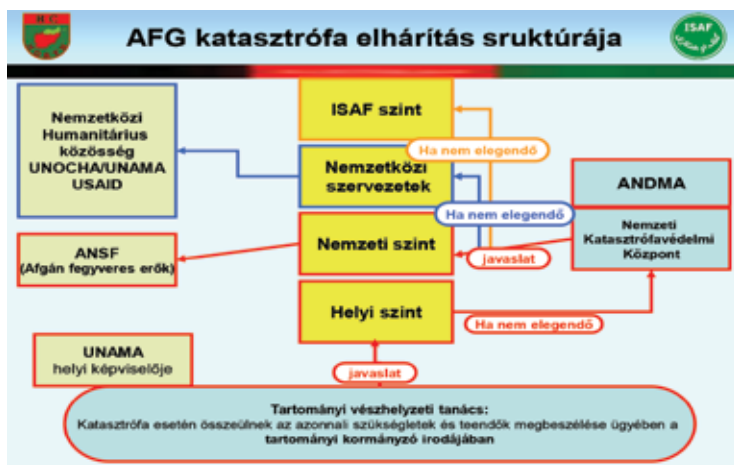 AFG katasztrófa elhárítás sruktúrája
ISAF
Nemzetközi
Humanitárius
közösség
UNOCHA/UNAMA
USAID
ISAF szint
Ha nem elegendő
Nemzetközi
szervezetek
ANDMA
Ha nem elegendő
Nemzeti
Katasztrófavédelmi
Központ
ANSF
(Afgán fegyveres erők)
Nemzeti szint
javaslat
Helyi szint
Ha nem elegendő
UNAMA
helyi képviselője
javaslat
Tartományi vészhelyzeti tanács:
Katasztrófa esetén összeülnek az azonnali szükségletek és teendők megbeszélése ügyében a
tartományi kormányzó irodájában